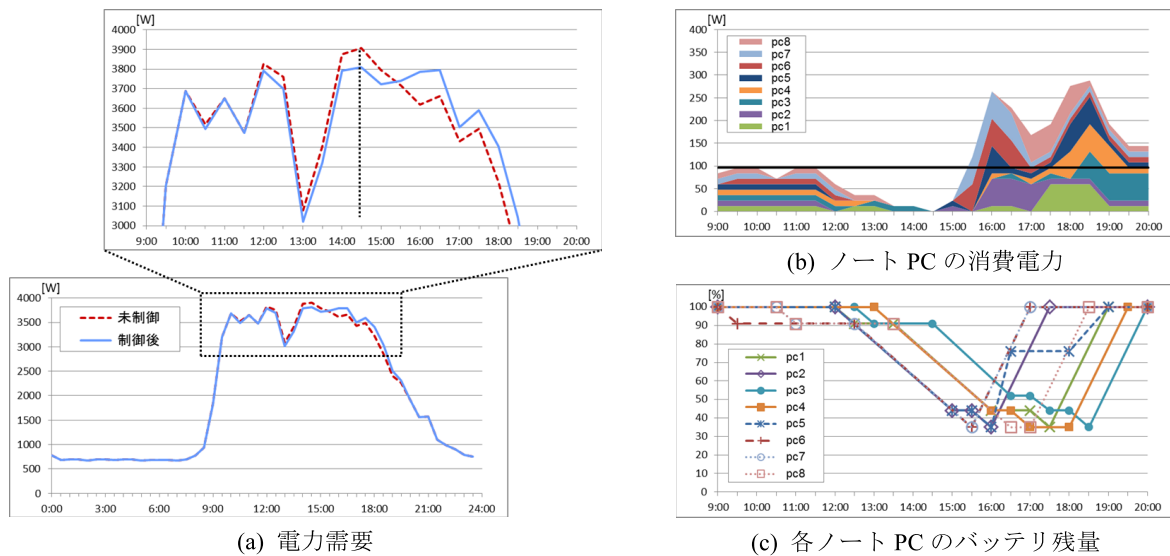 [W]
4000
3900
3800
3700
3600
3500
3400
3300
3200
3100
3000
9:00 10:00 11:00 12:00 13:00 14:00 15:00 16:00 17:00 18:00 19:00 20:00
[W]
4000
3500
3000
2500
2000
1500
1000
500
0
未制御
制御後
0:00 3:00 6:00 9:00 12:00 15:00 18:00 21:00 24:00
(a) 電力需要
[W]
400
350
300
250
200
150
100
50
0
pc8
pc7
pc6
pc5
pc4
pc3
pc2
pc1
9:00 10:00 11:00 12:00 13:00 14:00 15:00 16:00 17:00 18:00 19:00 20:00
(b) ノート PC の消費電力
[%]
100
90
80
70
60
50
40
30
20
10
0
pc1
pc2
pc3
pc4
pc5
pc6
pc7
pc8
9:00 10:00 11:00 12:00 13:00 14:00 15:00 16:00 17:00 18:00 19:00 20:00
(c) 各ノート PC のバッテリ残量